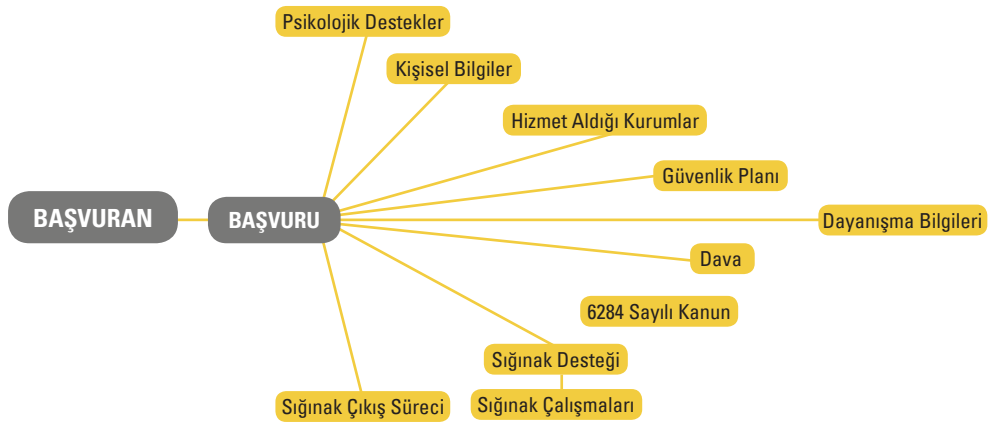 Psikolojik Destekler
Kişisel Bilgiler
Hizmet Aldığı Kurumlar
Güvenlik Planı
BAŞVURAN
BAŞVURU
Dayanışma Bilgileri
Dava
6284 Sayılı Kanun
Sığınak Desteği
Sığınak Çıkış Süreci
Sığınak Çalışmaları